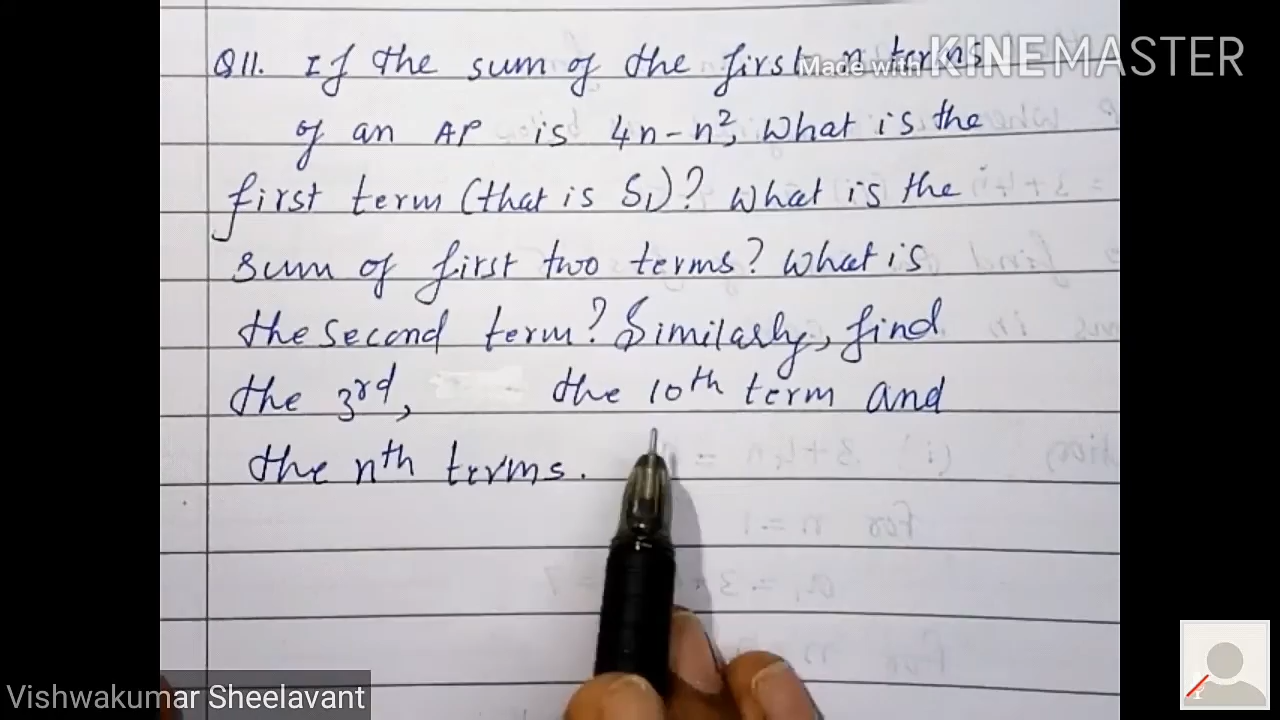 Q11. If the sum of the first n terms
Made with KINEMASTER
of an AP is 4n - n², What is the
first term (that is S₁)? What is the
sum of first two terms? What is
the second term? Similarly, find
the 3rd, the 10th term and
the nth terms.
Vishwakumar Sheelavant